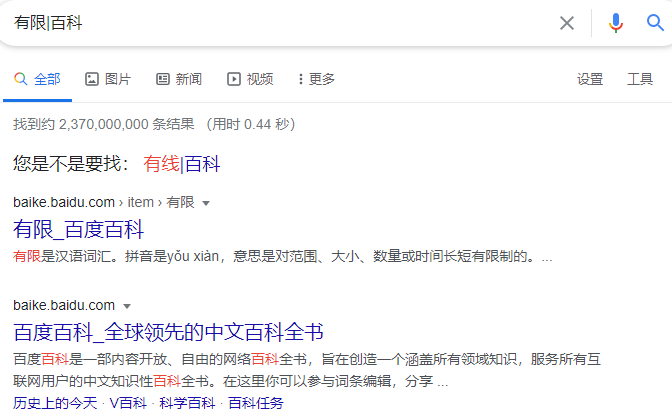 有限|百科
全部 图片 新闻 视频 更多 设置 工具
找到约 2,370,000,000 条结果 （用时 0.44 秒）
您是不是要找： 有线|百科
baike.baidu.com › item › 有限
有限_百度百科
有限是汉语词汇。拼音是yǒu xiàn，意思是对范围、大小、数量或时间长短有限制的。...
baike.baidu.com
百度百科_全球领先的中文百科全书
百度百科是一部内容开放、自由的网络百科全书，旨在创造一个涵盖所有领域知识，服务所有互
联网用户的中文知识性百科全书。在这里你可以参与词条编辑，分享 ...
历史上的今天 · V百科 · 科学百科 · 百科任务